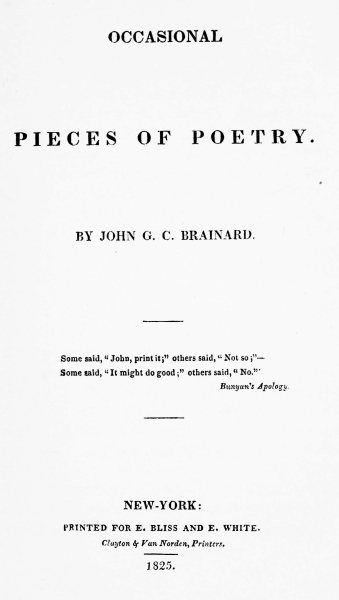 OCCASIONAL
PIECES OF POETRY.
BY JOHN G. C. BRAINARD.
Some said, “ John, print it;” others said, “ Not so;”—
Some said, “ It might do good;” others said, “ No.”
Bunyan's Apology.
NEW-YORK:
PRINTED FOR E. BLISS AND E. WHITE.
Clayton & Van Norden, Printers.
1825.